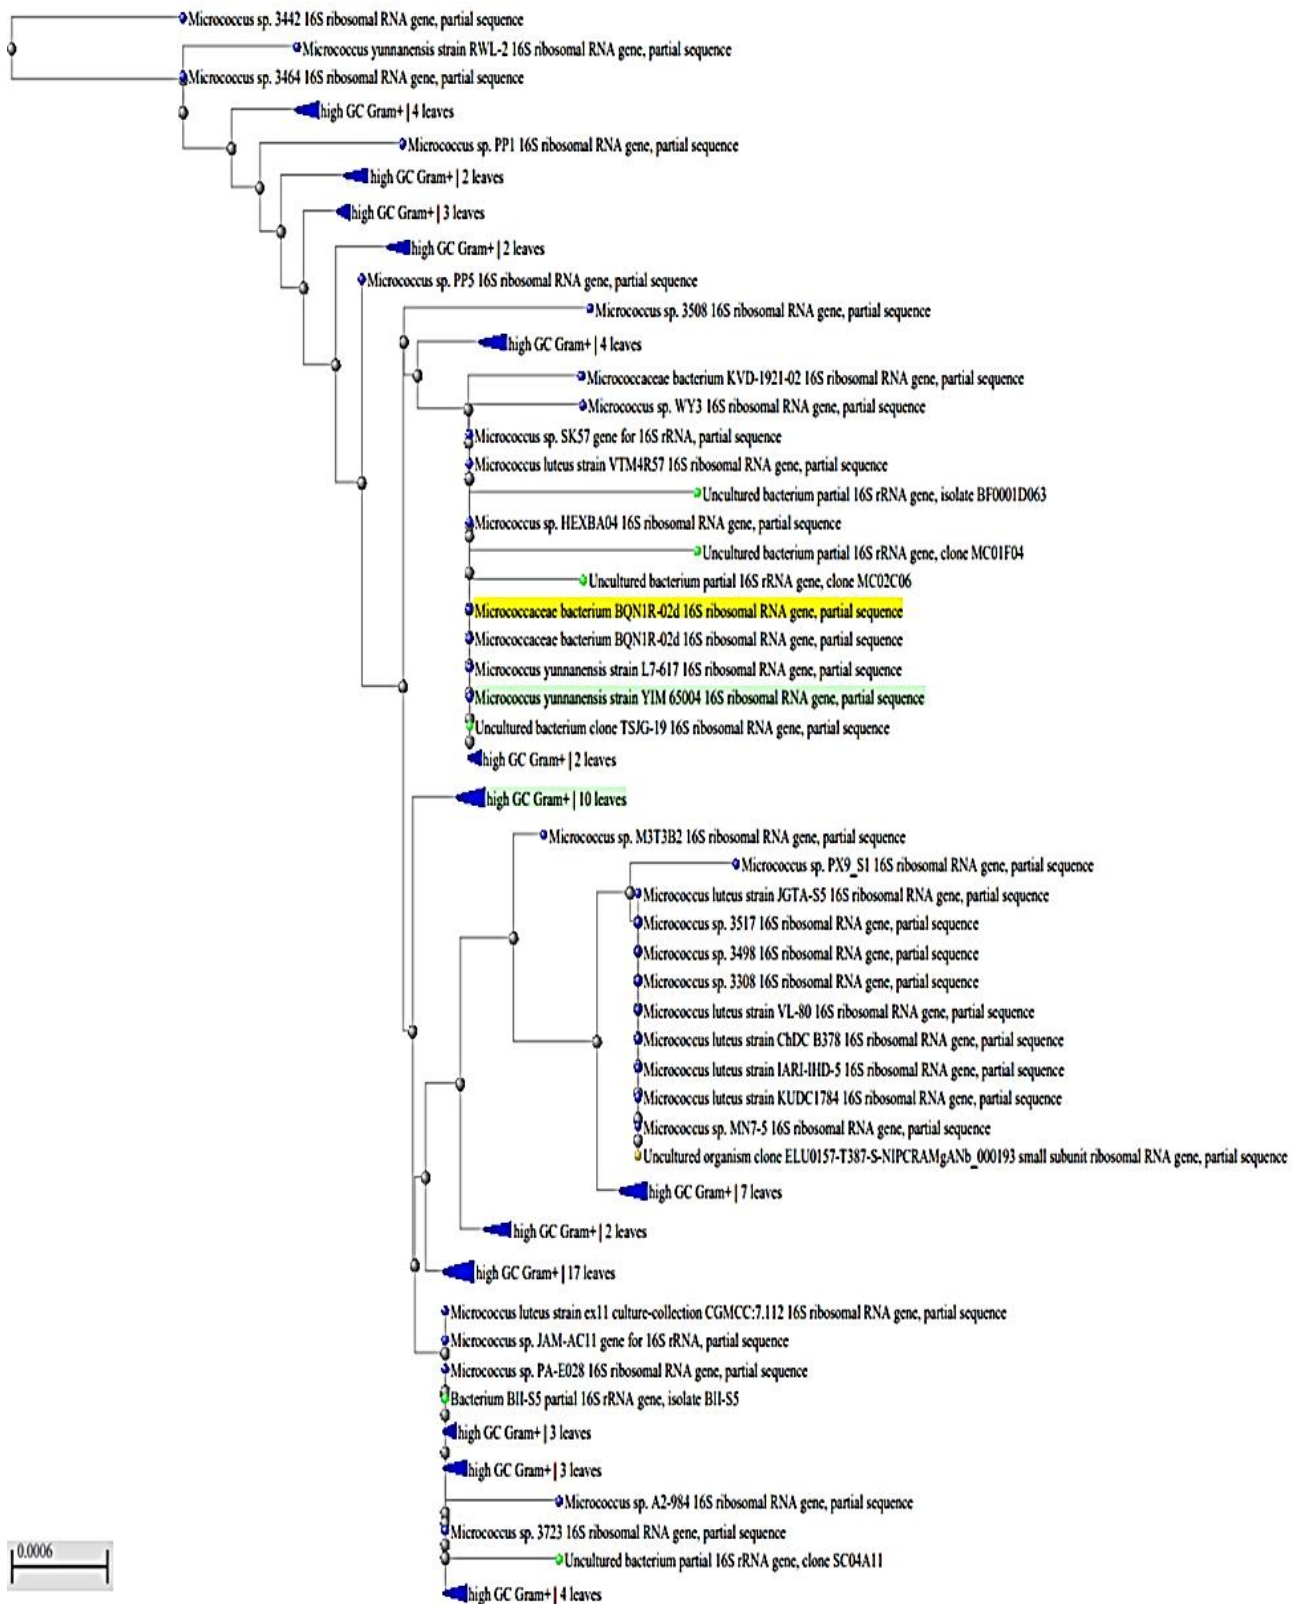 Micrococcus sp. 3442 16S ribosomal RNA gene, partial sequence
Micrococcus yunnanensis strain RWL-2 16S ribosomal RNA gene, partial sequence
Micrococcus sp. 3464 16S ribosomal RNA gene, partial sequence
high GC Gram+ | 4 leaves
Micrococcus sp. PP1 16S ribosomal RNA gene, partial sequence
high GC Gram+ | 2 leaves
high GC Gram+ | 3 leaves
high GC Gram+ | 2 leaves
Micrococcus sp. PP5 16S ribosomal RNA gene, partial sequence
Micrococcus sp. 3508 16S ribosomal RNA gene, partial sequence
high GC Gram+ | 4 leaves
Micrococcaceae bacterium KVD-1921-02 16S ribosomal RNA gene, partial sequence
Micrococcus sp. WY3 16S ribosomal RNA gene, partial sequence
Micrococcus sp. SK57 gene for 16S rRNA, partial sequence
Micrococcus luteus strain VTM4R57 16S ribosomal RNA gene, partial sequence
Uncultured bacterium partial 16S rRNA gene, isolate BF0001D063
Micrococcus sp. HEXBA04 16S ribosomal RNA gene, partial sequence
Uncultured bacterium partial 16S rRNA gene, clone MC01F04
Uncultured bacterium partial 16S rRNA gene, clone MC02C06
Micrococcaceae bacterium BQN1R-02d 16S ribosomal RNA gene, partial sequence
Micrococcaceae bacterium BQN1R-02d 16S ribosomal RNA gene, partial sequence
Micrococcus yunnanensis strain L7-617 16S ribosomal RNA gene, partial sequence
Micrococcus yunnanensis strain YIM 65004 16S ribosomal RNA gene, partial sequence
Uncultured bacterium clone TSJG-19 16S ribosomal RNA gene, partial sequence
high GC Gram+ | 2 leaves
high GC Gram+ | 10 leaves
Micrococcus sp. M3T3B2 16S ribosomal RNA gene, partial sequence
Micrococcus sp. PX9_S1 16S ribosomal RNA gene, partial sequence
Micrococcus luteus strain JGTA-S5 16S ribosomal RNA gene, partial sequence
Micrococcus sp. 3517 16S ribosomal RNA gene, partial sequence
Micrococcus sp. 3498 16S ribosomal RNA gene, partial sequence
Micrococcus sp. 3308 16S ribosomal RNA gene, partial sequence
Micrococcus luteus strain VL-80 16S ribosomal RNA gene, partial sequence
Micrococcus luteus strain ChDC B378 16S ribosomal RNA gene, partial sequence
Micrococcus luteus strain IARI-IHD-5 16S ribosomal RNA gene, partial sequence
Micrococcus luteus strain KUDC1784 16S ribosomal RNA gene, partial sequence
Micrococcus sp. MN7-5 16S ribosomal RNA gene, partial sequence
Uncultured organism clone ELU0157-T387-S-NIPCRAMgANb_000193 small subunit ribosomal RNA gene, partial sequence
high GC Gram+ | 7 leaves
high GC Gram+ | 2 leaves
high GC Gram+ | 17 leaves
Micrococcus luteus strain ex11 culture-collection CGMCC:7.112 16S ribosomal RNA gene, partial sequence
Micrococcus sp. JAM-AC11 gene for 16S rRNA, partial sequence
Micrococcus sp. PA-E028 16S ribosomal RNA gene, partial sequence
Bacterium BII-S5 partial 16S rRNA gene, isolate BII-S5
high GC Gram+ | 3 leaves
high GC Gram+ | 3 leaves
Micrococcus sp. A2-984 16S ribosomal RNA gene, partial sequence
Micrococcus sp. 3723 16S ribosomal RNA gene, partial sequence
0.0006
Uncultured bacterium partial 16S rRNA gene, clone SC04A11
high GC Gram+ | 4 leaves